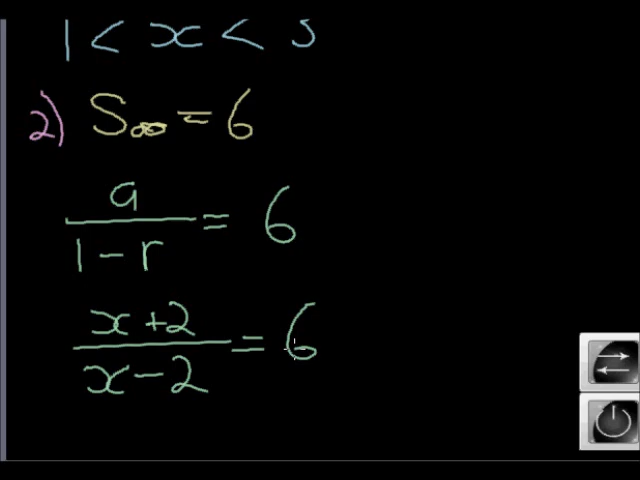 1 < x < 3
2) S∞ = 6
a
1 - r
= 6
x + 2
x - 2
= 6